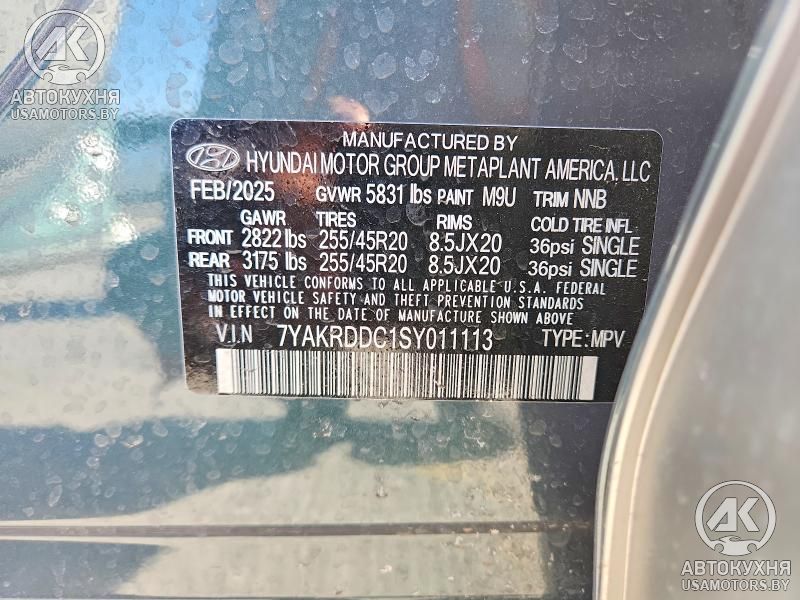 AK
АВТОКУХНЯ
USAMOTORS.BY
MANUFACTURED BY
HYUNDAI MOTOR GROUP METAPLANT AMERICA, LLC
FEB/2025 GVWR 5831 lbs PAINT M9U TRIM NNB
GAWR TIRES RIMS COLD TIRE INFL
FRONT 2822 lbs 255/45R20 8.5JX20 36psi SINGLE
REAR 3175 lbs 255/45R20 8.5JX20 36psi SINGLE
THIS VEHICLE CONFORMS TO ALL APPLICABLE U.S.A. FEDERAL
MOTOR VEHICLE SAFETY AND THEFT PREVENTION STANDARDS
IN EFFECT ON THE DATE OF MANUFACTURE SHOWN ABOVE.
V.I.N 7YAKRDDC1SY011113 TYPE: MPV
AK
АВТОКУХНЯ
USAMOTORS.BY